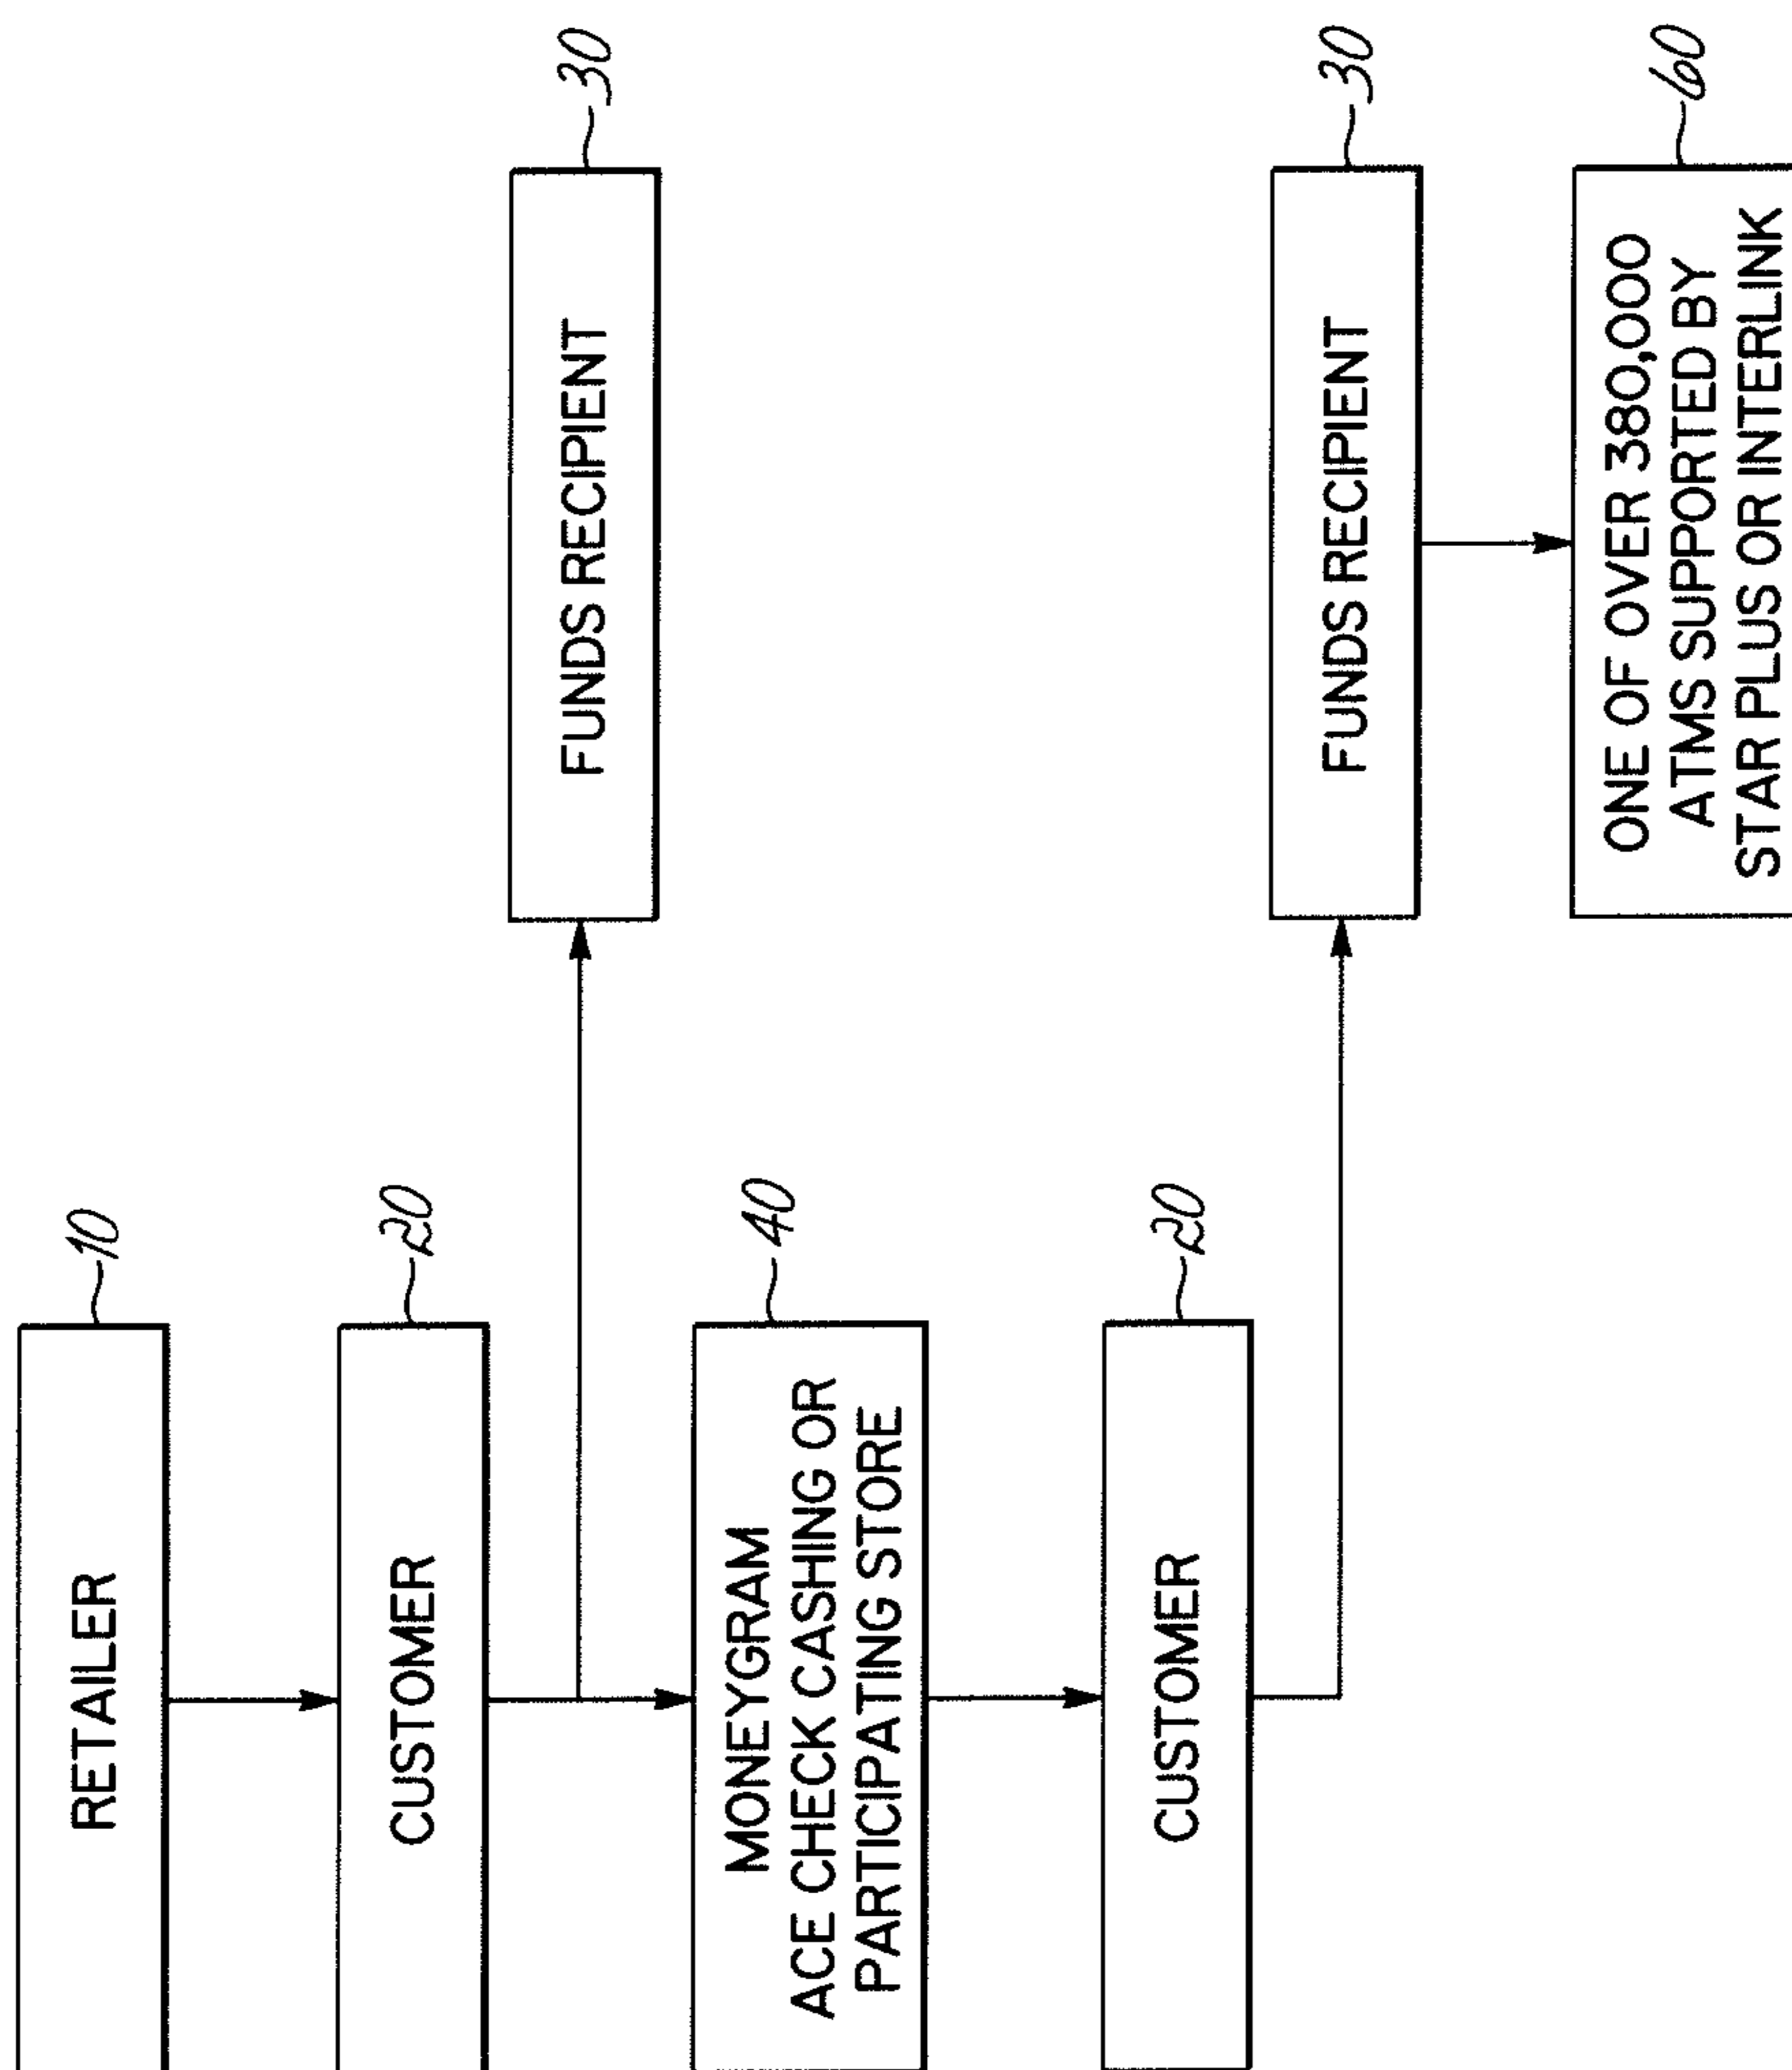 RETAILER
10
CUSTOMER
20
FUNDS RECIPIENT
30
MONEYGRAM
ACE CHECK CASHING OR
PARTICIPATING STORE
40
CUSTOMER
20
FUNDS RECIPIENT
30
ONE OF OVER 380,000
ATMS SUPPORTED BY
STAR PLUS OR INTERLINK
60